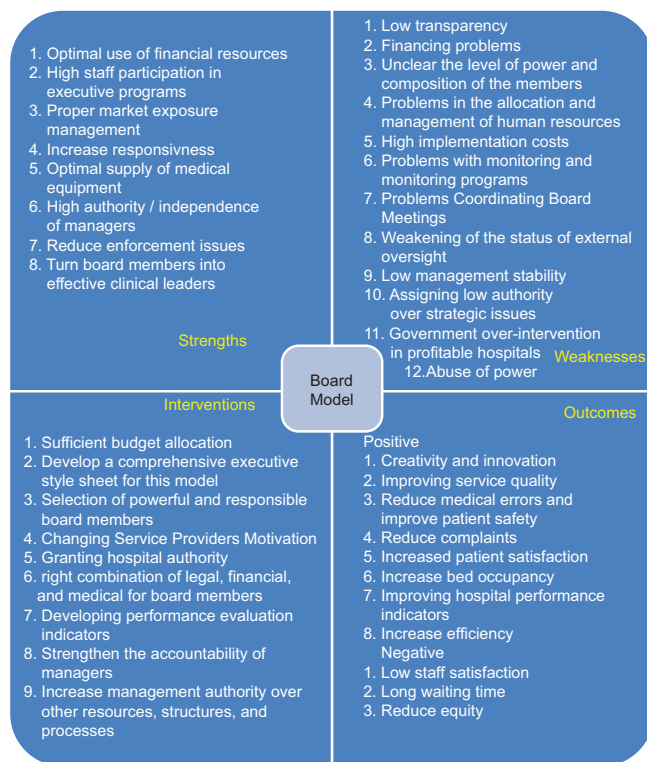 1. Optimal use of financial resources
2. High staff participation in
executive programs
3. Proper market exposure
management
4. Increase responsivness
5. Optimal supply of medical
equipment
6. High authority / independence
of managers
7. Reduce enforcement issues
8. Turn board members into
effective clinical leaders
Strengths
1. Low transparency
2. Financing problems
3. Unclear the level of power and
composition of the members
4. Problems in the allocation and
management of human resources
5. High implementation costs
6. Problems with monitoring and
monitoring programs
7. Problems Coordinating Board
Meetings
8. Weakening of the status of external
oversight
9. Low management stability
10. Assigning low authority
over strategic issues
11. Government over-intervention
in profitable hospitals
12.Abuse of power
Weaknesses
Board
Model
Interventions
1. Sufficient budget allocation
2. Develop a comprehensive executive
style sheet for this model
3. Selection of powerful and responsible
board members
4. Changing Service Providers Motivation
5. Granting hospital authority
6. right combination of legal, financial,
and medical for board members
7. Developing performance evaluation
indicators
8. Strengthen the accountability of
managers
9. Increase management authority over
other resources, structures, and
processes
Outcomes
Positive
1. Creativity and innovation
2. Improving service quality
3. Reduce medical errors and
improve patient safety
4. Reduce complaints
5. Increased patient satisfaction
6. Increase bed occupancy
7. Improving hospital performance
indicators
8. Increase efficiency
Negative
1. Low staff satisfaction
2. Long waiting time
3. Reduce equity